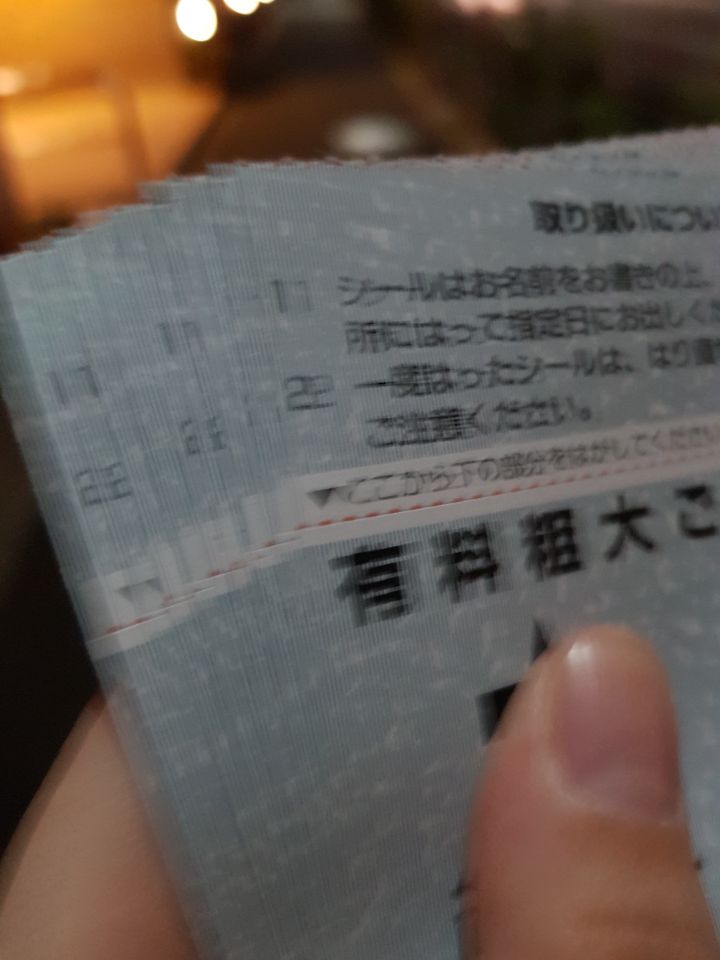 取り扱いについ
シールはお名前をお書きの上、
所にはって指定日にお出しくだ
一度はったシールは、はり直
ご注意ください。
▼ここから下の部分をはがしてください
有料粗大ご